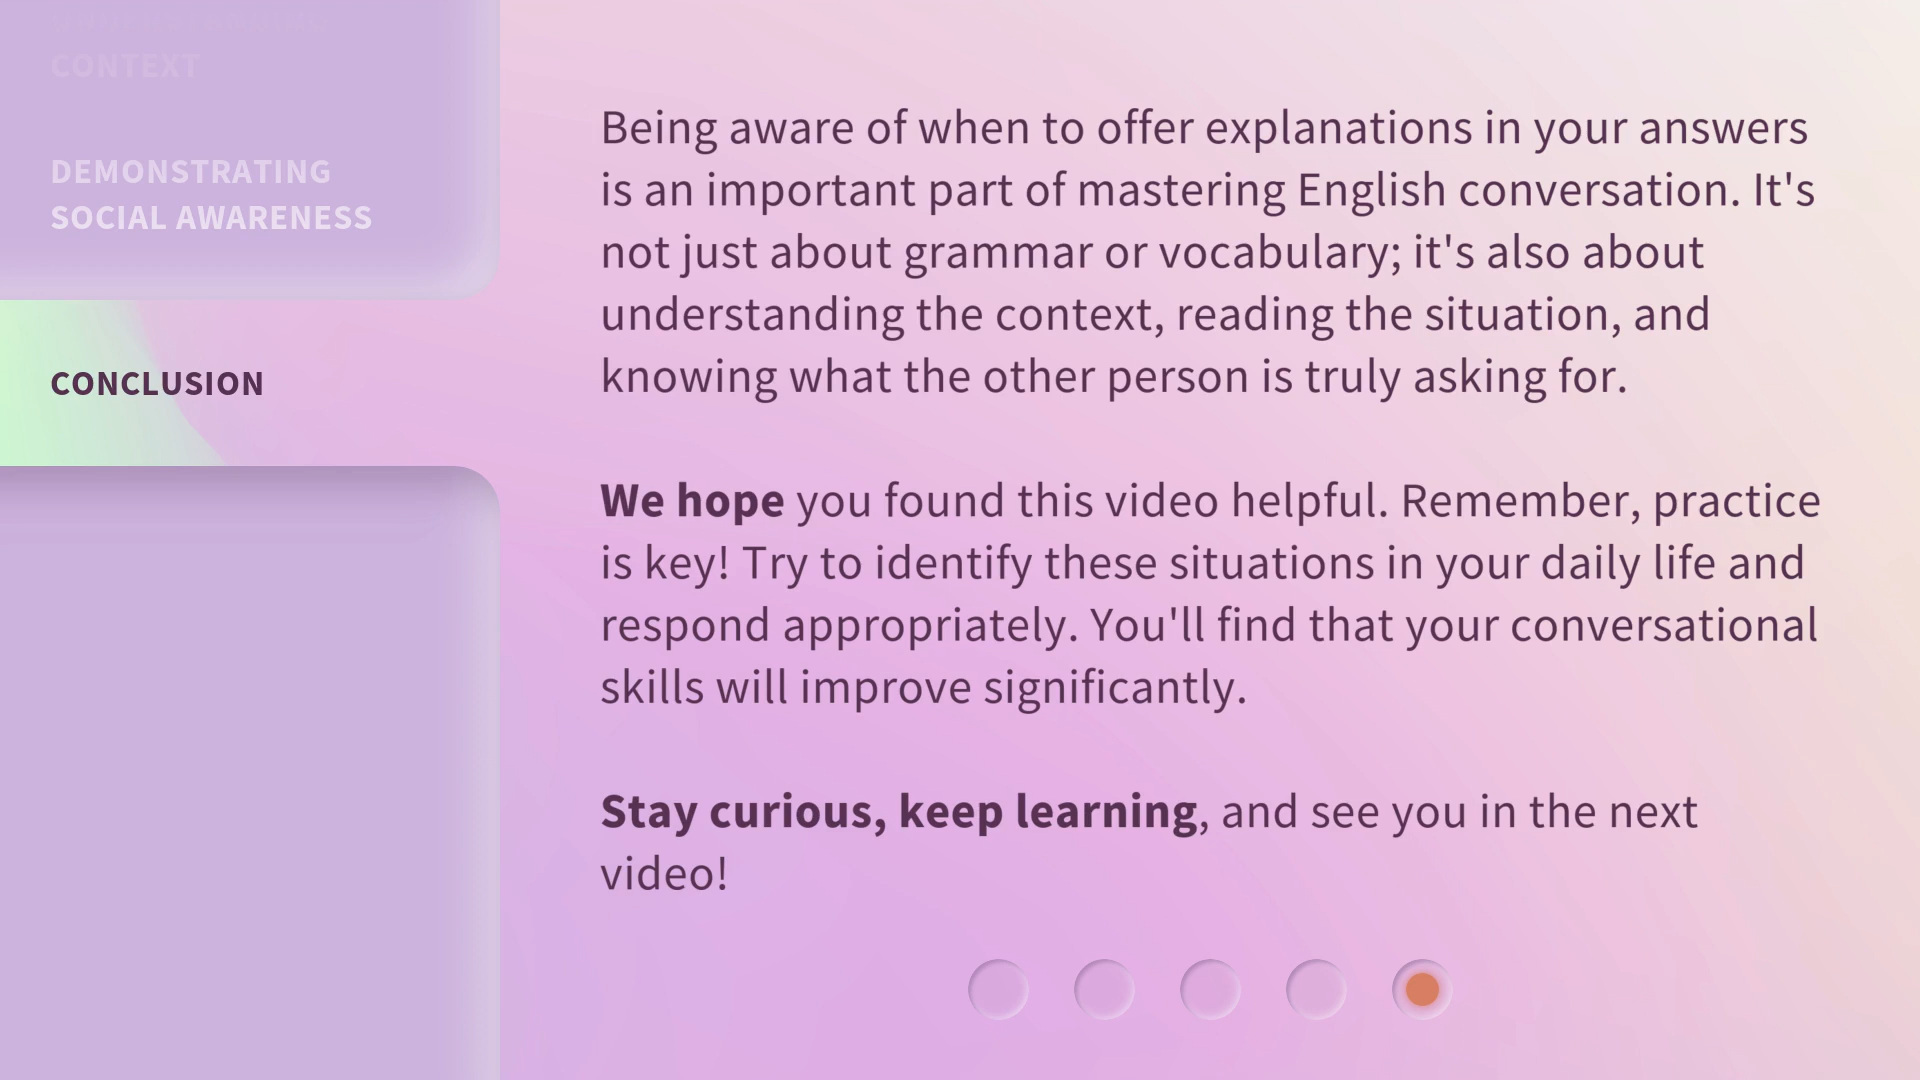 CONTEXT
DEMONSTRATING
SOCIAL AWARENESS
CONCLUSION
Being aware of when to offer explanations in your answers
is an important part of mastering English conversation. It's
not just about grammar or vocabulary; it's also about
understanding the context, reading the situation, and
knowing what the other person is truly asking for.
We hope you found this video helpful. Remember, practice
is key! Try to identify these situations in your daily life and
respond appropriately. You'll find that your conversational
skills will improve significantly.
Stay curious, keep learning, and see you in the next
video!